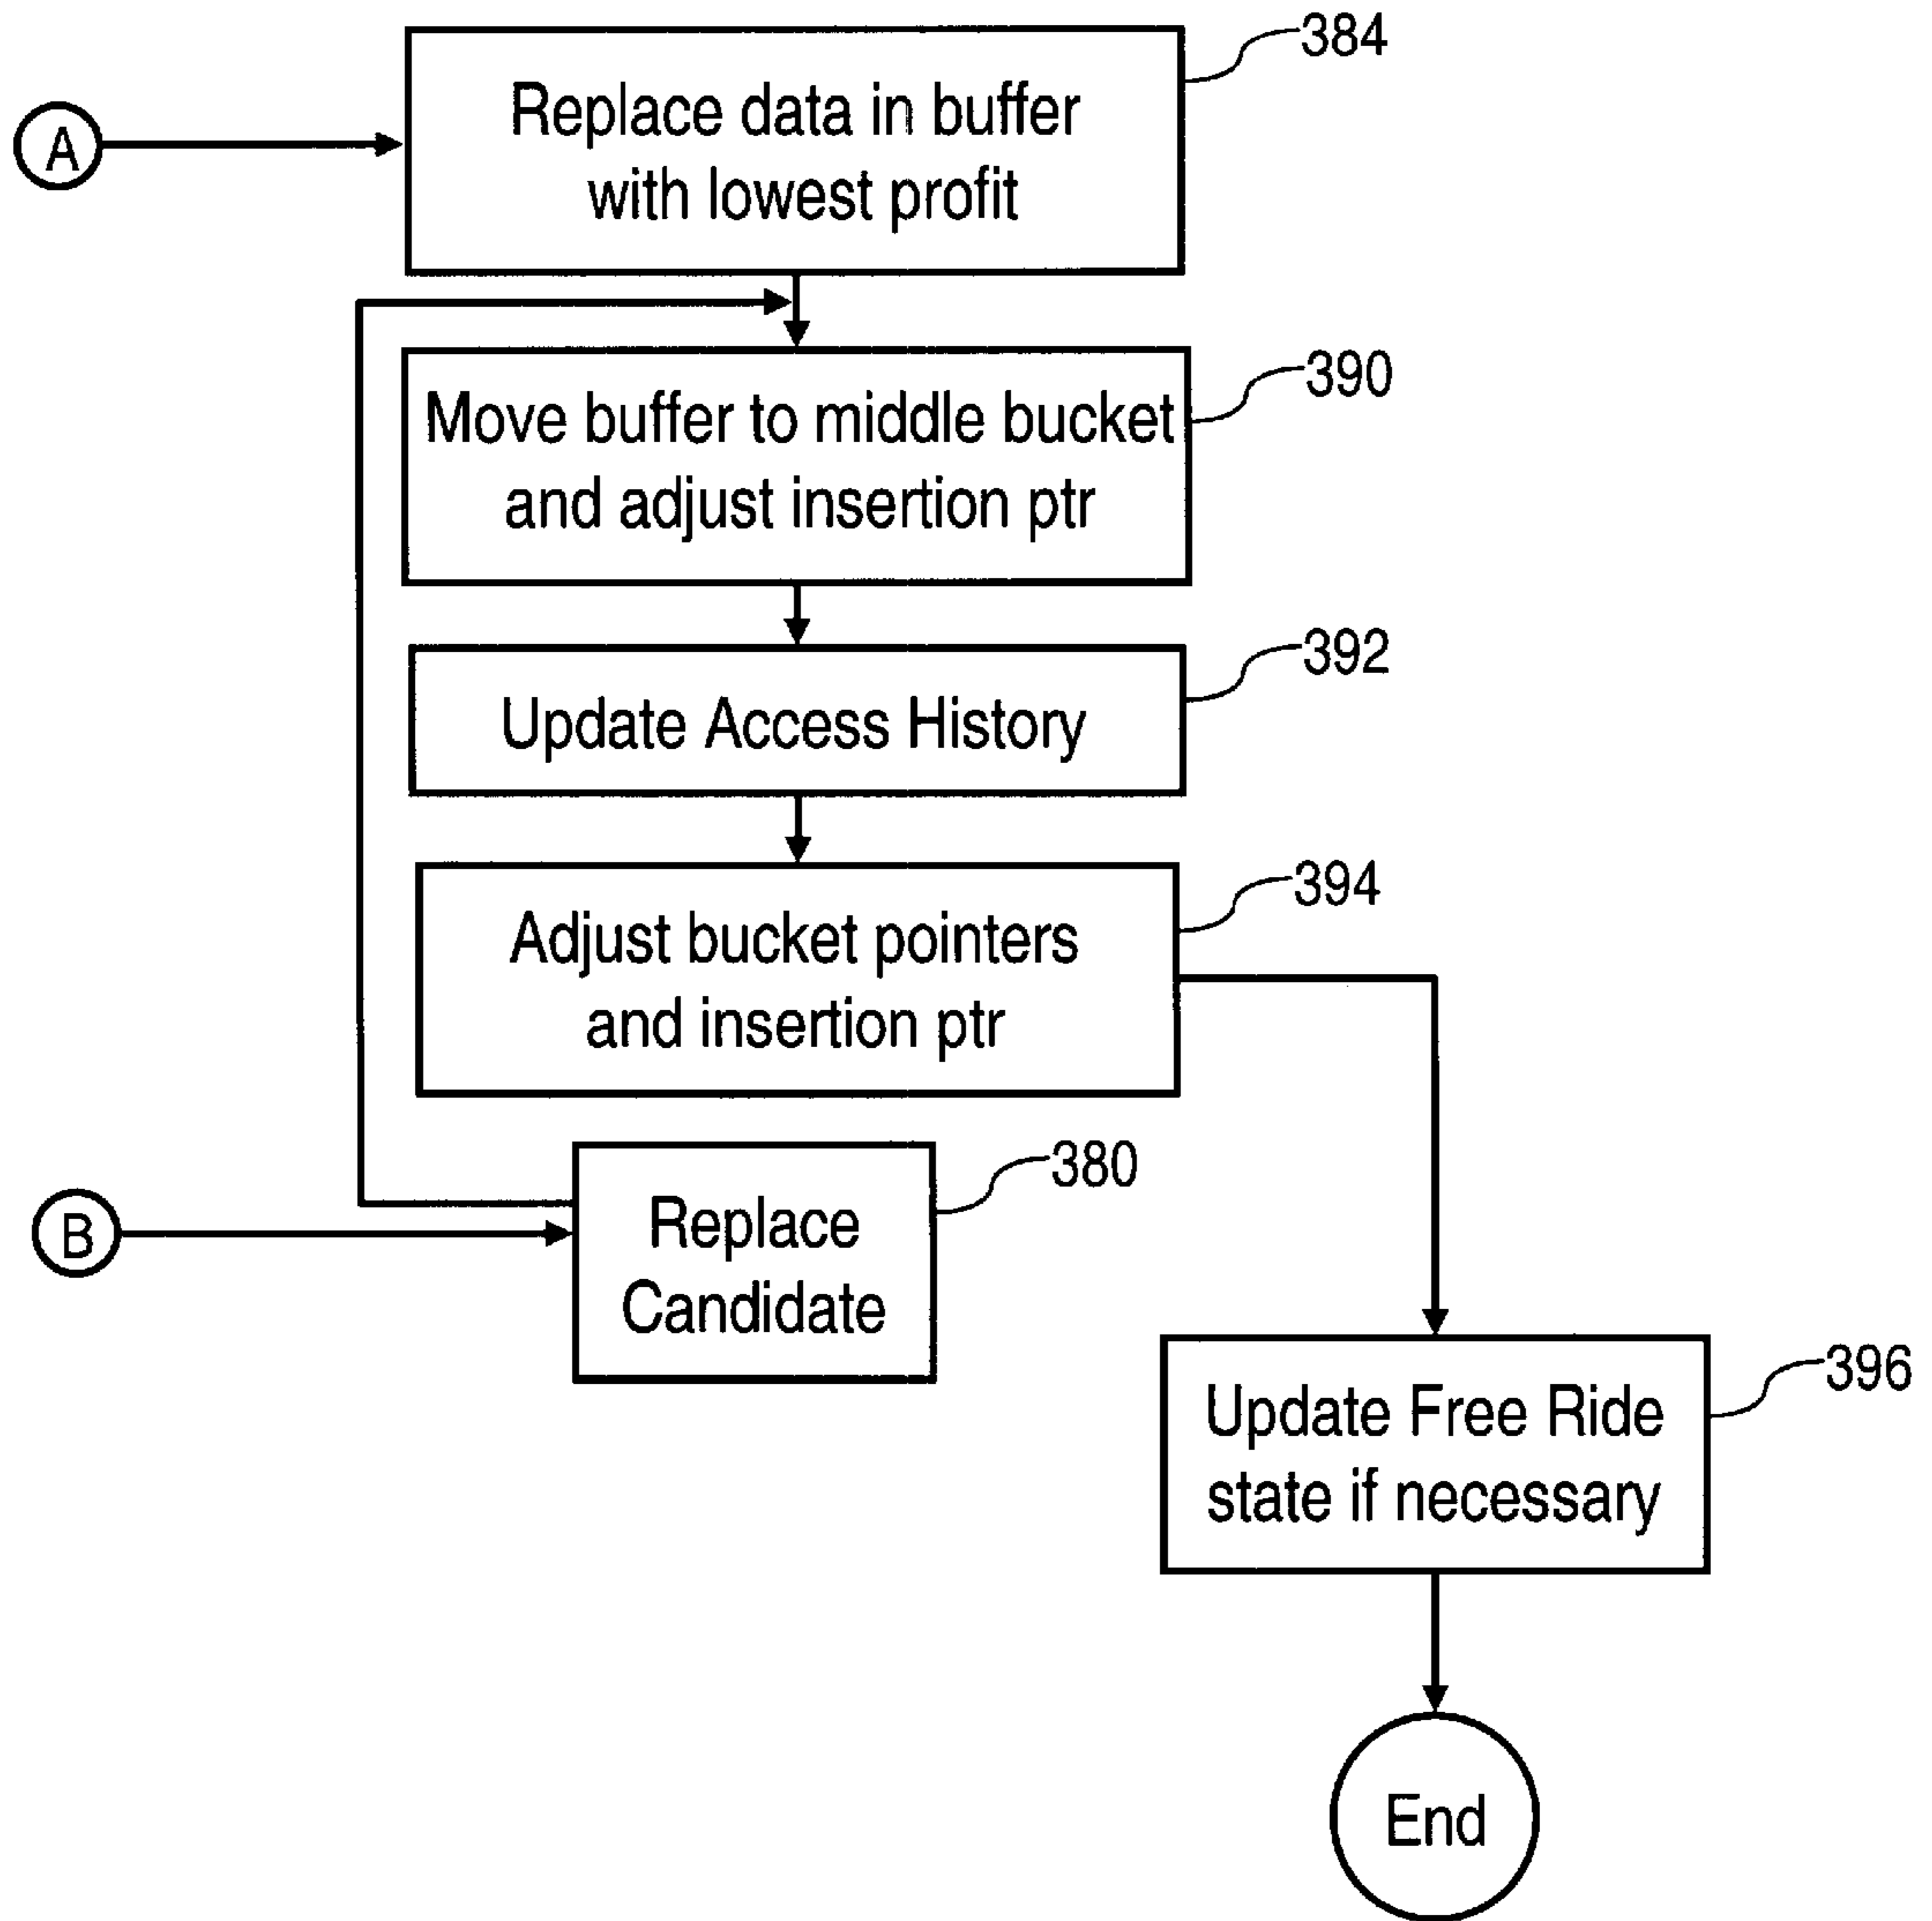 384
A
Replace data in buffer
with lowest profit
390
Move buffer to middle bucket
and adjust insertion ptr
392
Update Access History
394
Adjust bucket pointers
and insertion ptr
380
B
Replace
Candidate
396
Update Free Ride
state if necessary
End